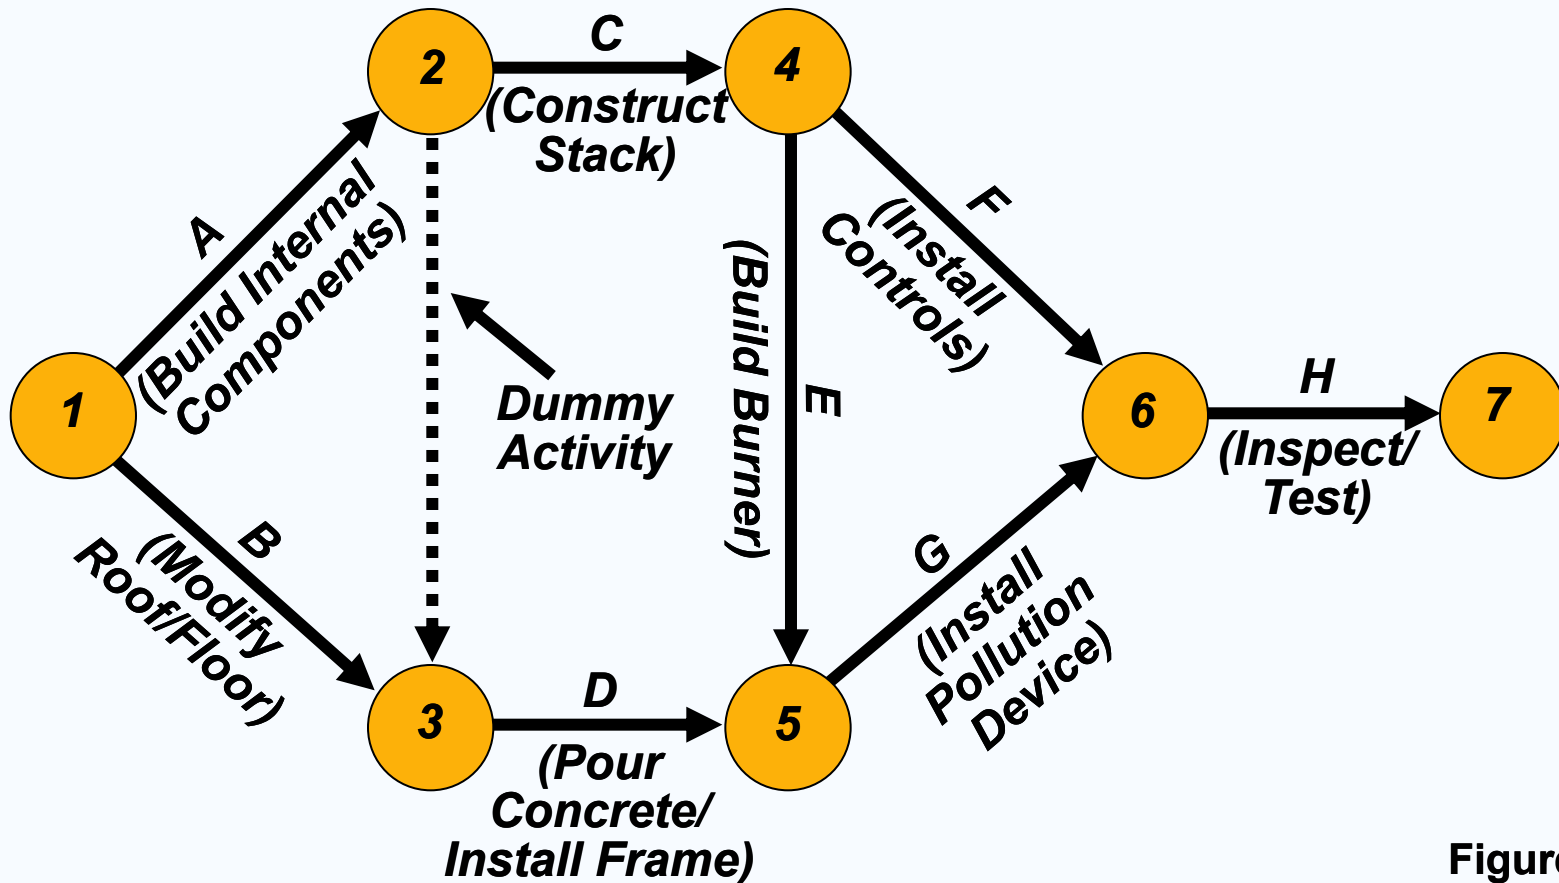 2
C
4
(Construct
Stack)
A
(Build Internal
Components)
F
(Install
Controls)
1
Dummy
Activity
(Build Burner)
E
6
H
(Inspect/
Test)
7
B
(Modify
Roof/Floor)
G
(Install
Pollution
Device)
3
D
(Pour
Concrete/
Install Frame)
5
Figure